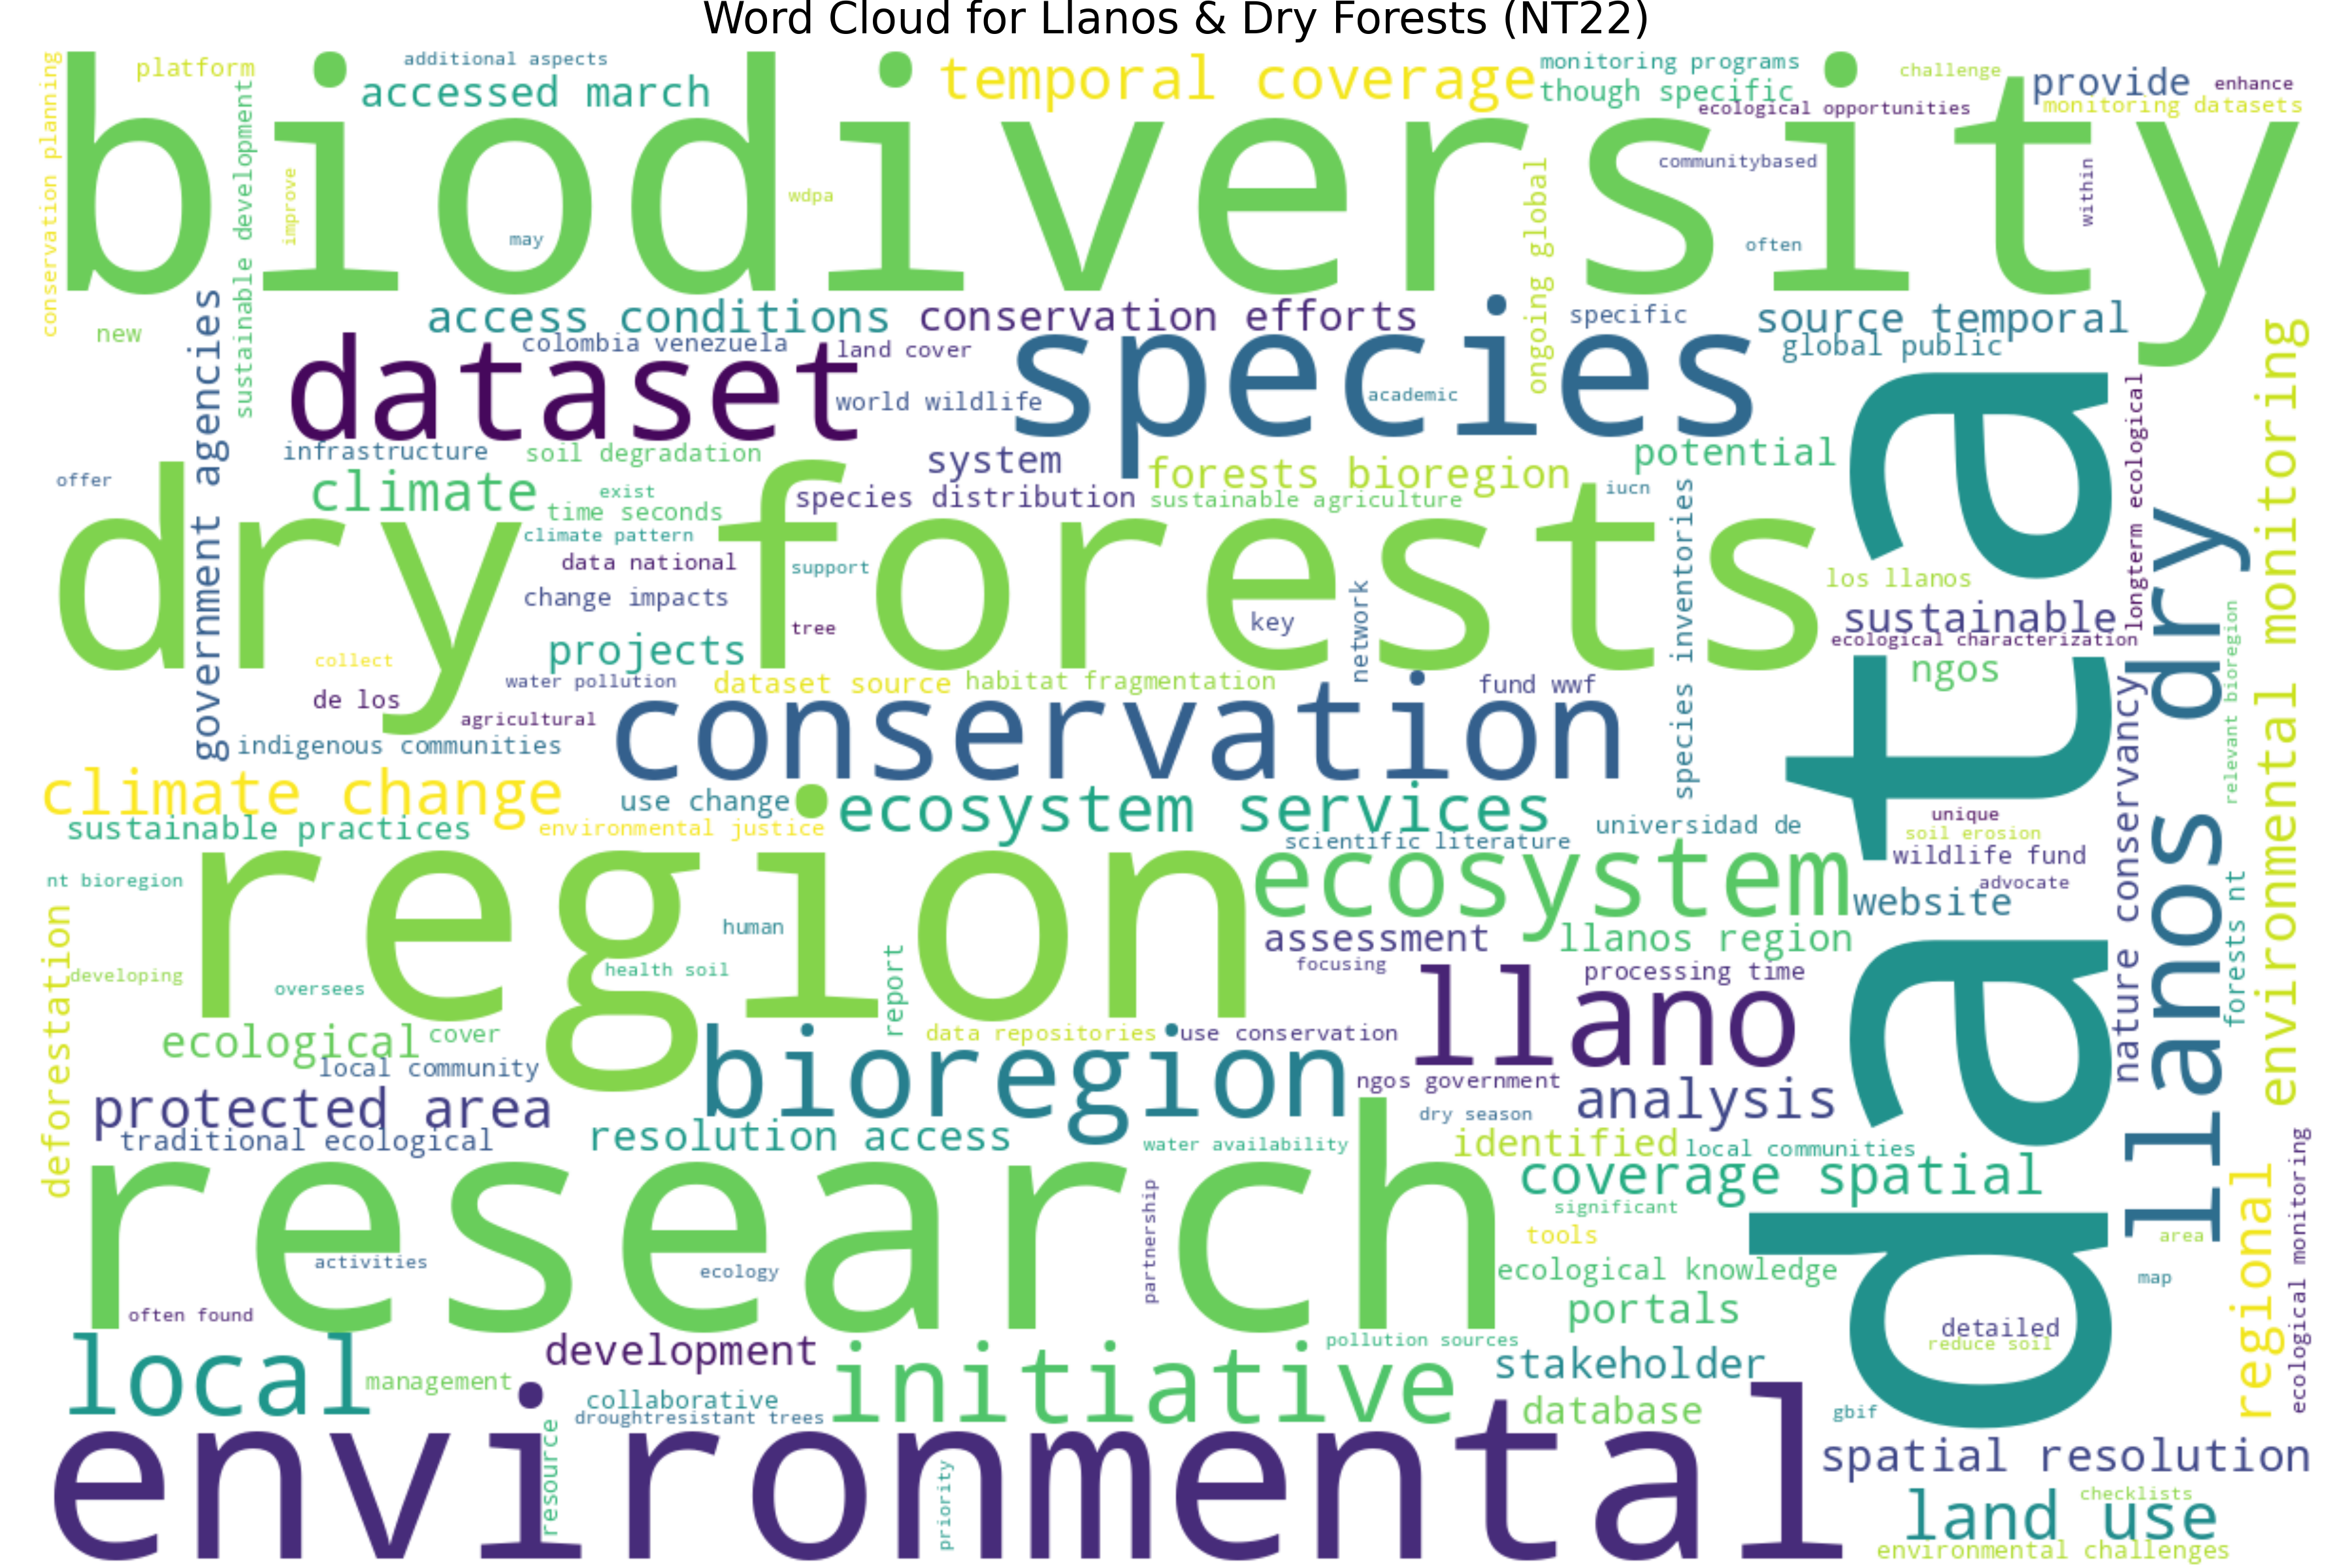 Word Cloud for Llanos & Dry Forests (NT22)
conservation planning
platform
additional aspects
accessed march
temporal coverage
monitoring programs
though specific
ecological opportunities
challenge
provide
enhance
monitoring datasets
biodiversity
sustainable development
improve
may
wdpa
ongoing global
communitybased
often
within
new
government agencies
access conditions
conservation efforts
specific
source temporal
colombia venezuela
land cover
global public
dataset
world wildlife
species
academic
infrastructure
soil degradation
system
forests bioregion
potential
offer
climate
exist
time seconds
species distribution
sustainable agriculture
iucn
climate pattern
data national
support
change impacts
dry forests
key
network
species inventories
los llanos
tree
projects
sustainable
ecological characterization
longterm ecological
collect
de los
water pollution
agricultural
dataset source
habitat fragmentation
fund wwf
ngos
indigenous communities
conservation
data
llanos dry
environmental monitoring
relevant bioregion
nature conservancy
climate change
use change
ecosystem services
sustainable practices
environmental justice
scientific literature
universidad de
unique
soil erosion
wildlife fund
advocate
nt bioregion
region
ecosystem
website
human
assessment
llanos region
forests nt
deforestation
developing
oversees
health soil
report
focusing
processing time
llano
ecological
cover
data repositories
use conservation
local community
bioregion
ngos government
analysis
protected area
traditional ecological
resolution access
water availability
dry season
identified
local communities
coverage spatial
research
partnership
significant
tools
area
regional
ecological monitoring
activities
ecology
ecological knowledge
map
often found
portals
detailed
reduce soil
local
development
pollution sources
management
collaborative
initiative
stakeholder
droughtresistant trees
database
gbif
resource
priority
environmental
spatial resolution
checklists
land use
environmental challenges